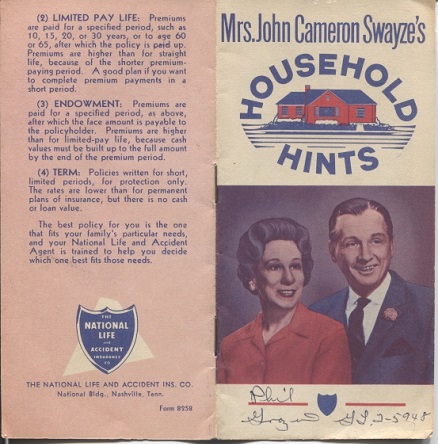 (2) LIMITED PAY LIFE: Premiums
are paid for a specified period, such as
10, 15, 20, or 30 years, or to age 60
or 65, after which the policy is paid up.
Premiums are higher than for straight
life, because of the shorter premium-
paying period. A good plan if you want
to complete premium payments in a
short period.
(3) ENDOWMENT: Premiums are
paid for a specified period, as above,
after which the face amount is payable to
the policyholder. Premiums are higher
than for limited-pay life, because cash
values must be built up to the full amount
by the end of the premium period.
(4) TERM: Policies written for short,
limited periods, for protection only.
The rates are lower than for permanent
plans of insurance, but there is no cash
or loan value.
The best policy for you is the one
that fits your family's particular needs,
and your National Life and Accident
Agent is trained to help you decide
which one best fits those needs.
THE
NATIONAL
LIFE
AND
ACCIDENT
INSURANCE
CO
THE NATIONAL LIFE AND ACCIDENT INS. CO.
National Bldg., Nashville, Tenn.
Form 8258
Mrs. John Cameron Swayze's
HOUSEHOLD
HINTS
Phil
5948